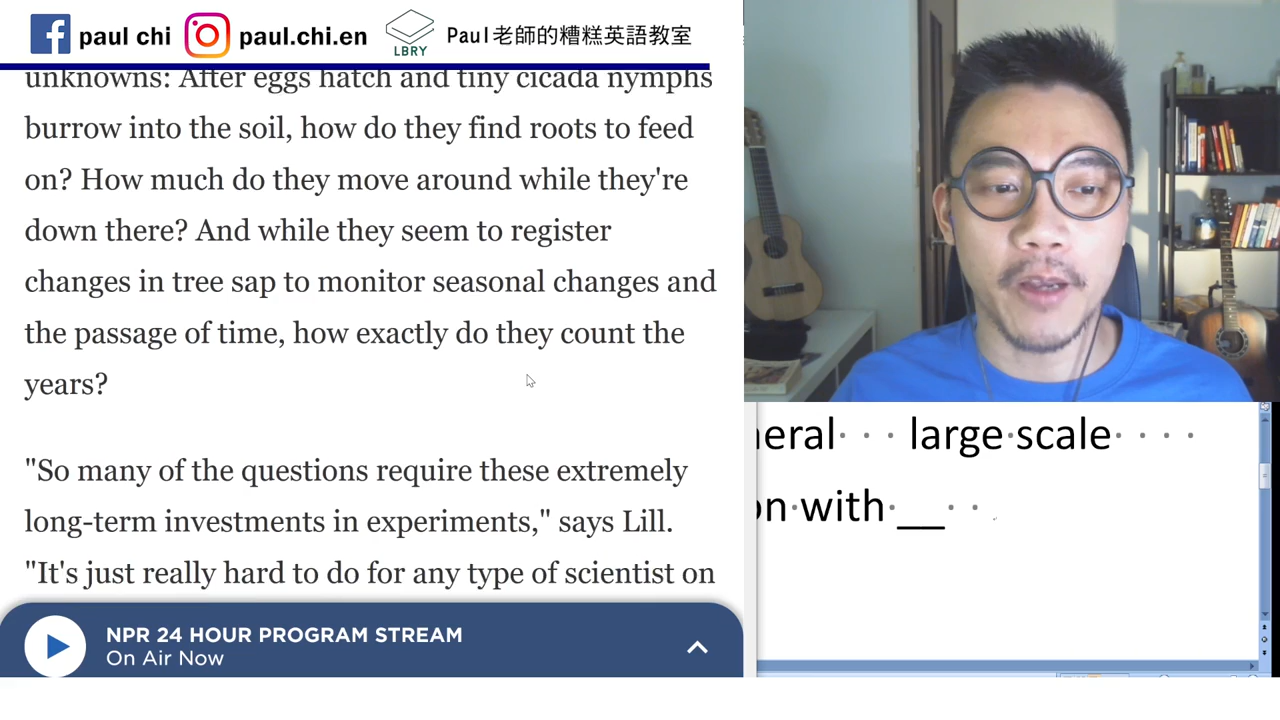 paul chi paul.chi.en LBRY Paul老師的糟糕英語教室
unknowns: After eggs hatch and tiny cicada nymphs
burrow into the soil, how do they find roots to feed
on? How much do they move around while they're
down there? And while they seem to register
changes in tree sap to monitor seasonal changes and
the passage of time, how exactly do they count the
years?
"So many of the questions require these extremely
long-term investments in experiments," says Lill.
"It's just really hard to do for any type of scientist on
NPR 24 HOUR PROGRAM STREAM
On Air Now
neral large scale
on with __